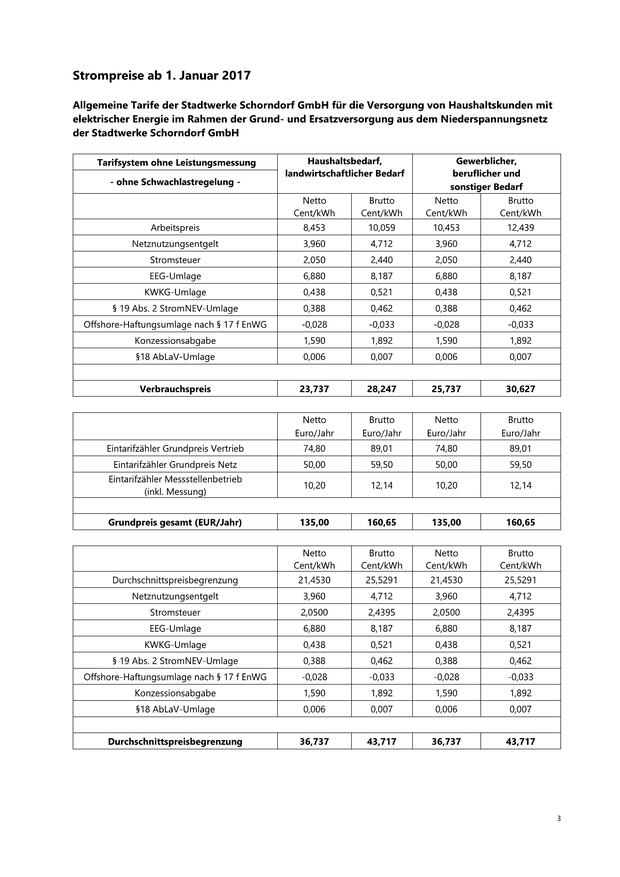 Strompreise ab 1. Januar 2017
Allgemeine Tarife der Stadtwerke Schorndorf GmbH für die Versorgung von Haushaltskunden mit
elektrischer Energie im Rahmen der Grund- und Ersatzversorgung aus dem Niederspannungsnetz
der Stadtwerke Schorndorf GmbH
Tarifsystem ohne Leistungsmessung
- ohne Schwachlastregelung -
Haushaltsbedarf,
landwirtschaftlicher Bedarf
Gewerblicher,
beruflicher und
sonstiger Bedarf
Netto Brutto Netto Brutto
Cent/kWh Cent/kWh Cent/kWh Cent/kWh
Arbeitspreis 8,453 10,059 10,453 12,439
Netznutzungsentgelt 3,960 4,712 3,960 4,712
Stromsteuer 2,050 2,440 2,050 2,440
EEG-Umlage 6,880 8,187 6,880 8,187
KWKG-Umlage 0,438 0,521 0,438 0,521
§ 19 Abs. 2 StromNEV-Umlage 0,388 0,462 0,388 0,462
Offshore-Haftungsumlage nach § 17 f EnWG -0,028 -0,033 -0,028 -0,033
Konzessionsabgabe 1,590 1,892 1,590 1,892
§18 AbLaV-Umlage 0,006 0,007 0,006 0,007
Verbrauchspreis 23,737 28,247 25,737 30,627
Netto Brutto Netto Brutto
Euro/Jahr Euro/Jahr Euro/Jahr Euro/Jahr
Eintarifzähler Grundpreis Vertrieb 74,80 89,01 74,80 89,01
Eintarifzähler Grundpreis Netz 50,00 59,50 50,00 59,50
Eintarifzähler Messstellenbetrieb
(inkl. Messung) 10,20 12,14 10,20 12,14
Grundpreis gesamt (EUR/Jahr) 135,00 160,65 135,00 160,65
Netto Brutto Netto Brutto
Cent/kWh Cent/kWh Cent/kWh Cent/kWh
Durchschnittspreisbegrenzung 21,4530 25,5291 21,4530 25,5291
Netznutzungsentgelt 3,960 4,712 3,960 4,712
Stromsteuer 2,0500 2,4395 2,0500 2,4395
EEG-Umlage 6,880 8,187 6,880 8,187
KWKG-Umlage 0,438 0,521 0,438 0,521
§ 19 Abs. 2 StromNEV-Umlage 0,388 0,462 0,388 0,462
Offshore-Haftungsumlage nach § 17 f EnWG -0,028 -0,033 -0,028 -0,033
Konzessionsabgabe 1,590 1,892 1,590 1,892
§18 AbLaV-Umlage 0,006 0,007 0,006 0,007
Durchschnittspreisbegrenzung 36,737 43,717 36,737 43,717
3